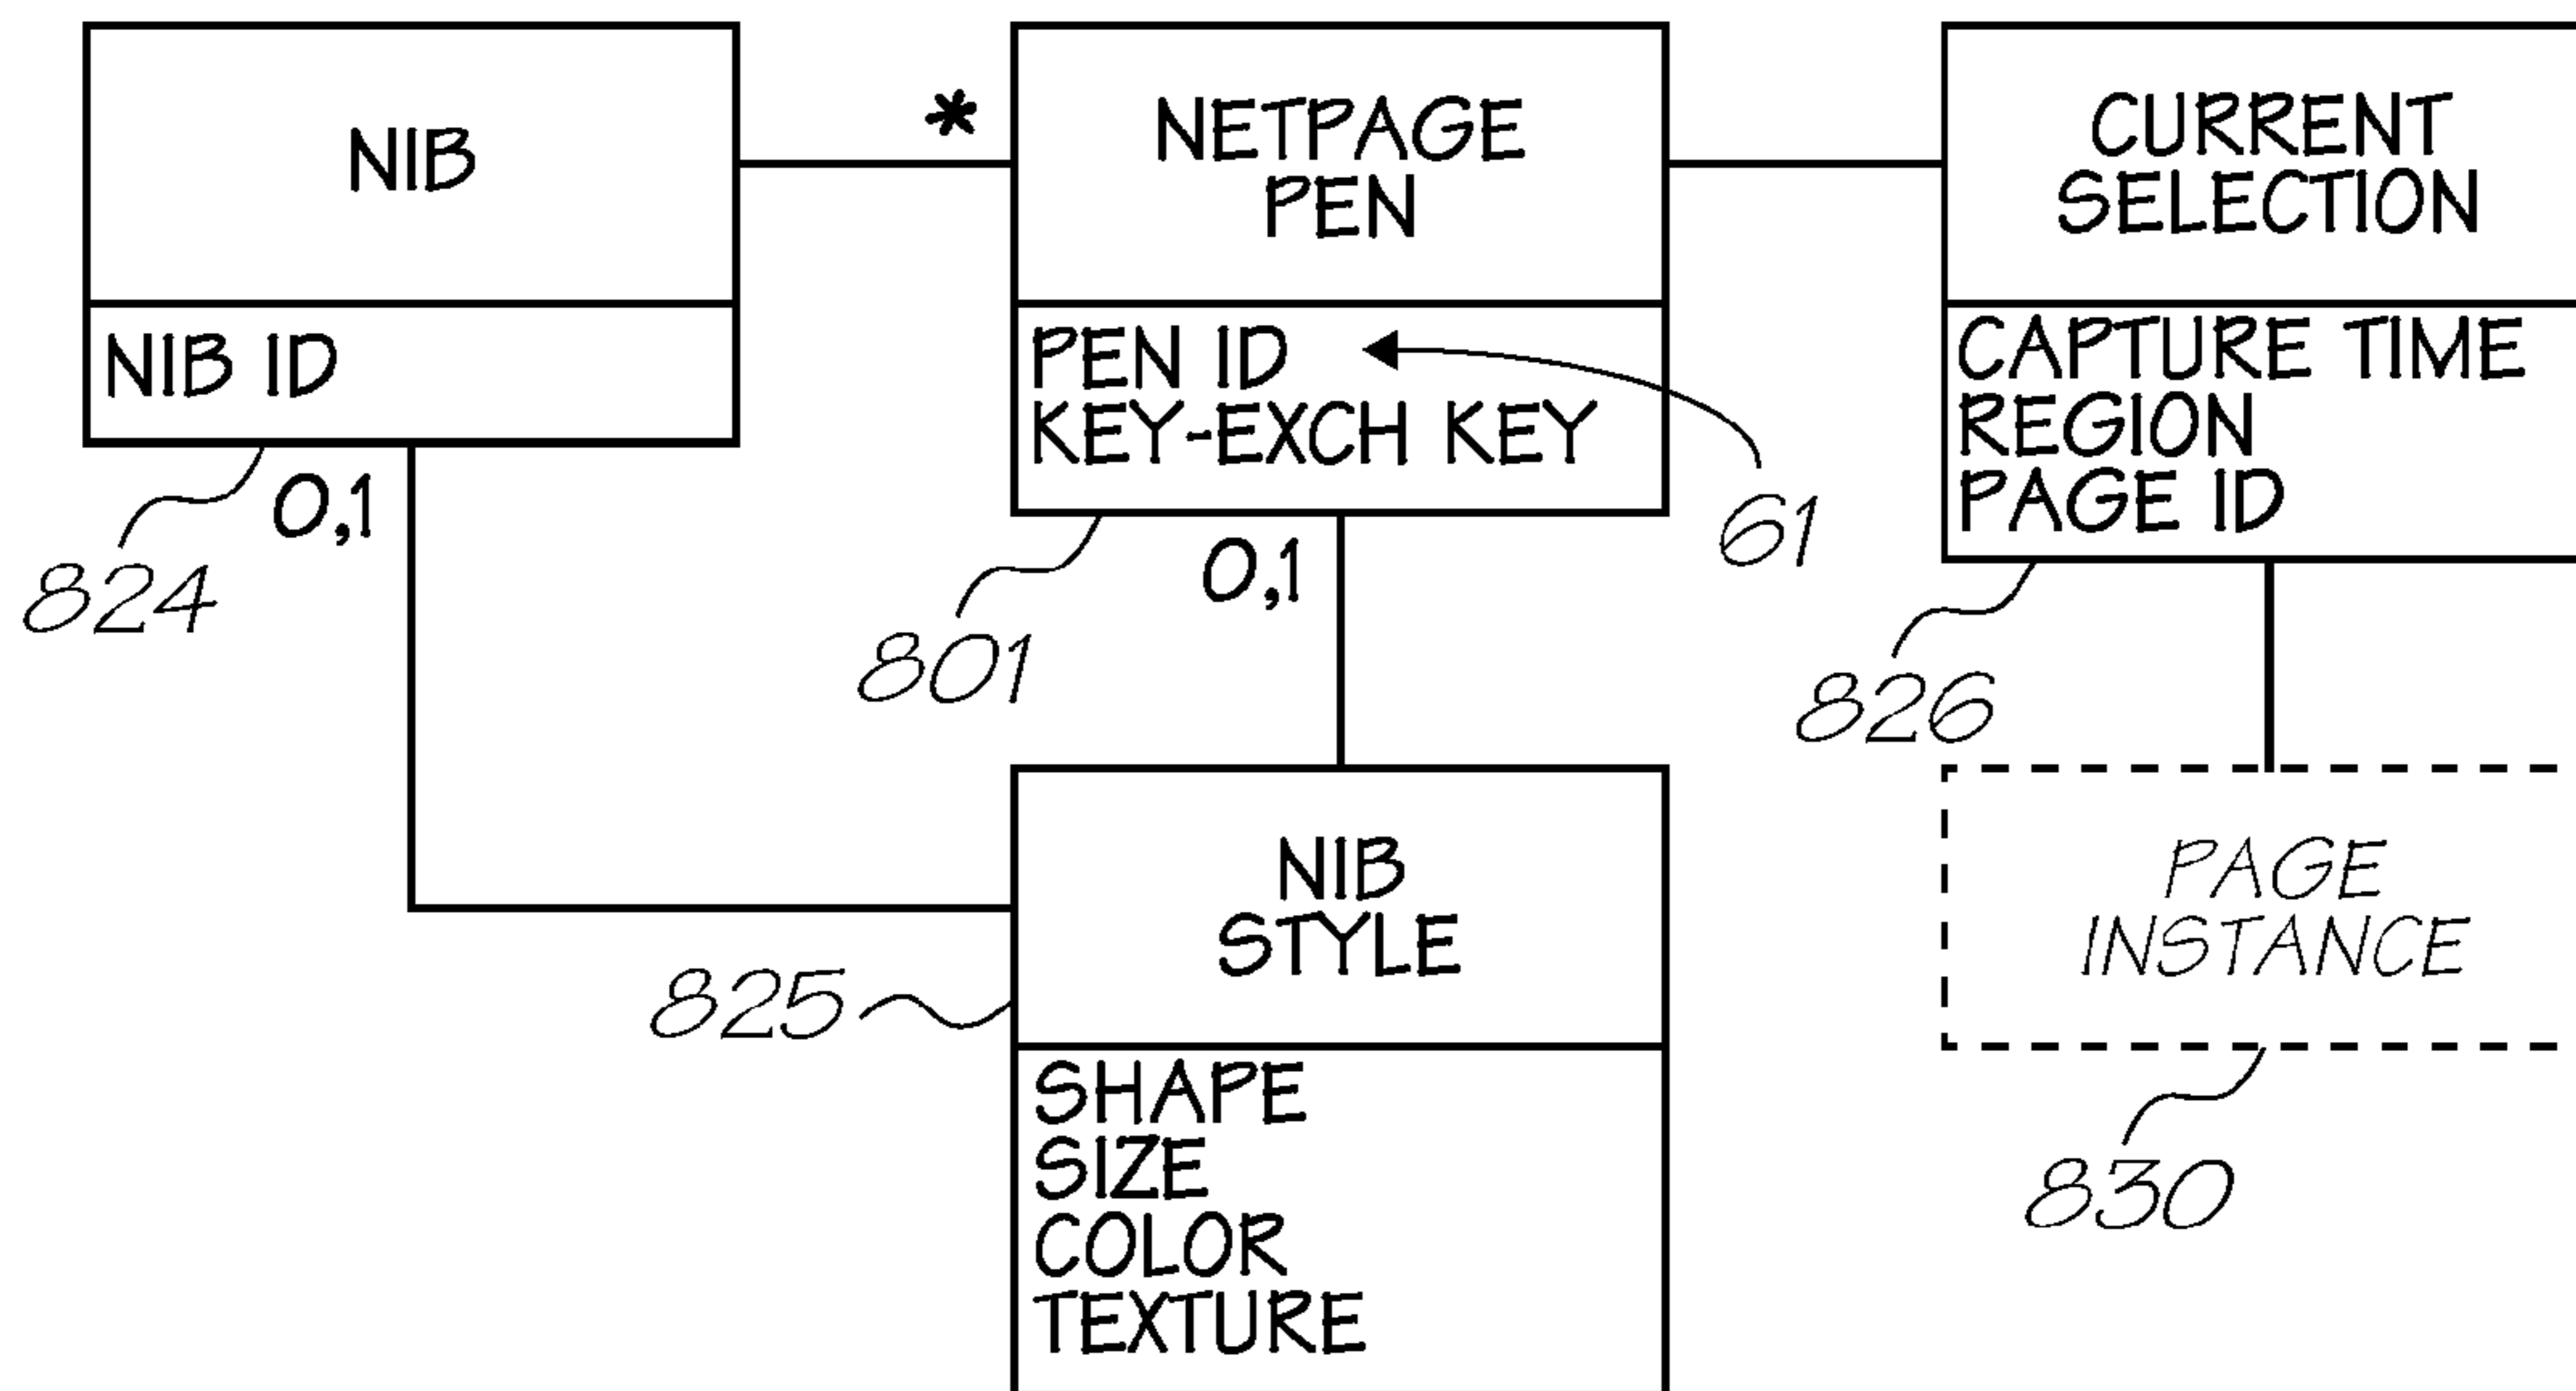 NIB
NIB ID
0,1
824
*
NETPAGE
PEN
PEN ID
KEY-EXCH KEY
61
0,1
801
CURRENT
SELECTION
CAPTURE TIME
REGION
PAGE ID
826
NIB
STYLE
825
SHAPE
SIZE
COLOR
TEXTURE
PAGE
INSTANCE
830